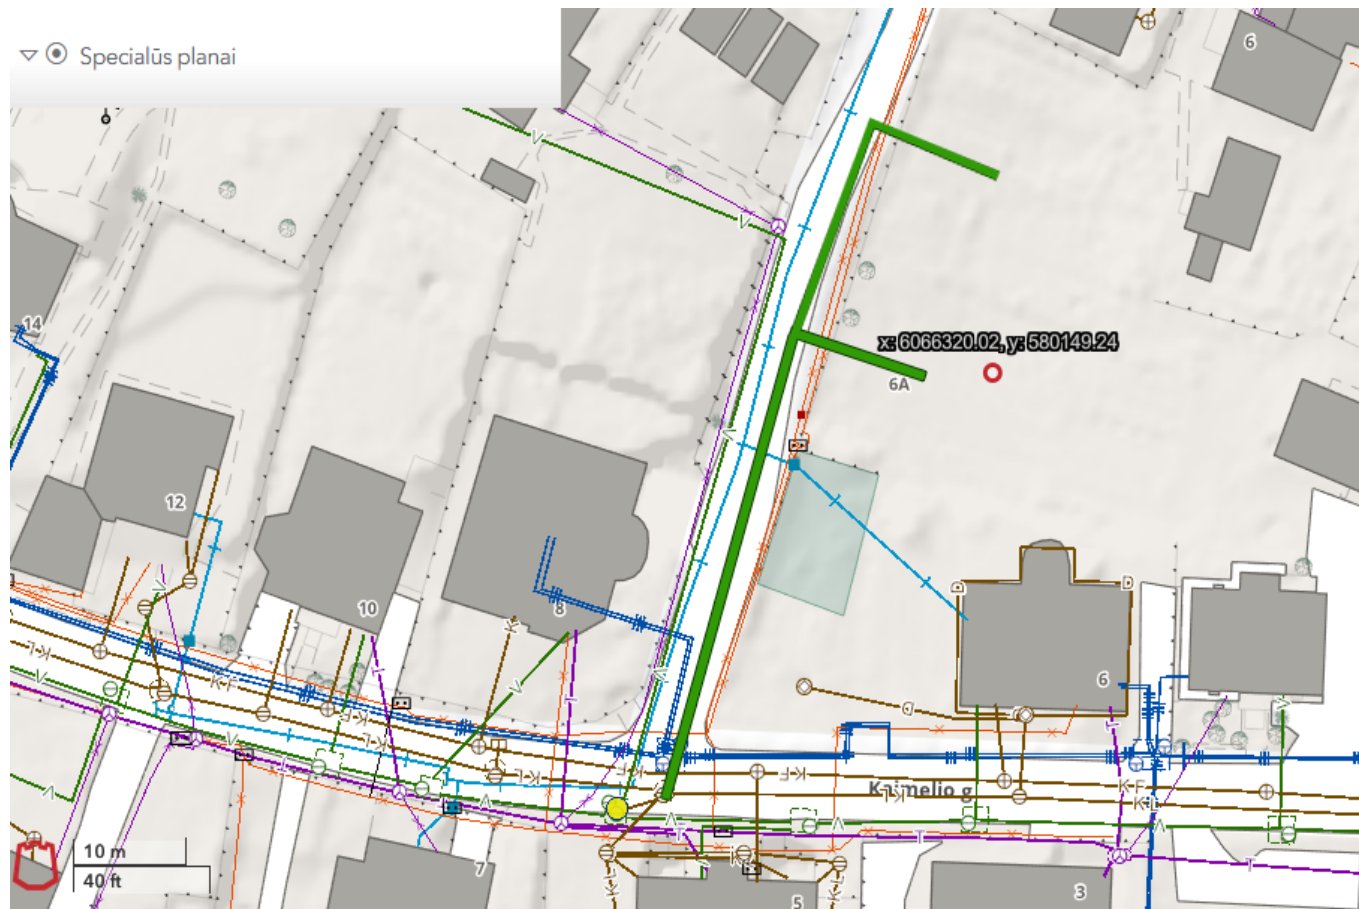 Specialūs planai
6
14
x: 6066320.02, y: 580149.24
6A
12
10
8
6
Kaimelio g.
7
5
3
10 m
40 ft
V
V
V
V
V
V
V
V
V
V
K
K-F
K-F
K-F
K-F
K-F
K-L
K-L
K-L
K-L
K-L
K-L
T
T
T
T
T
T
D
D
D